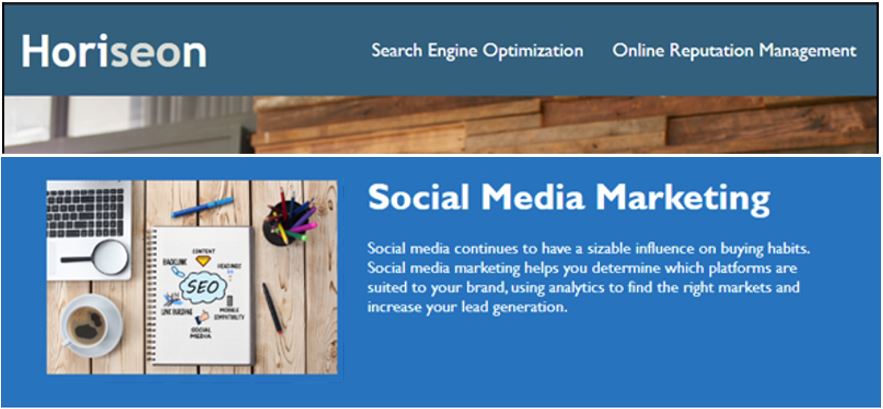 Horiseon
Search Engine Optimization
Online Reputation Management
Social Media Marketing
Social media continues to have a sizable influence on buying habits.
Social media marketing helps you determine which platforms are
suited to your brand, using analytics to find the right markets and
increase your lead generation.
CONTENT
BACKLINK
HEADINGS
SEO
LINK BUILDING
MOBILE
COMPATIBILITY
SOCIAL
MEDIA